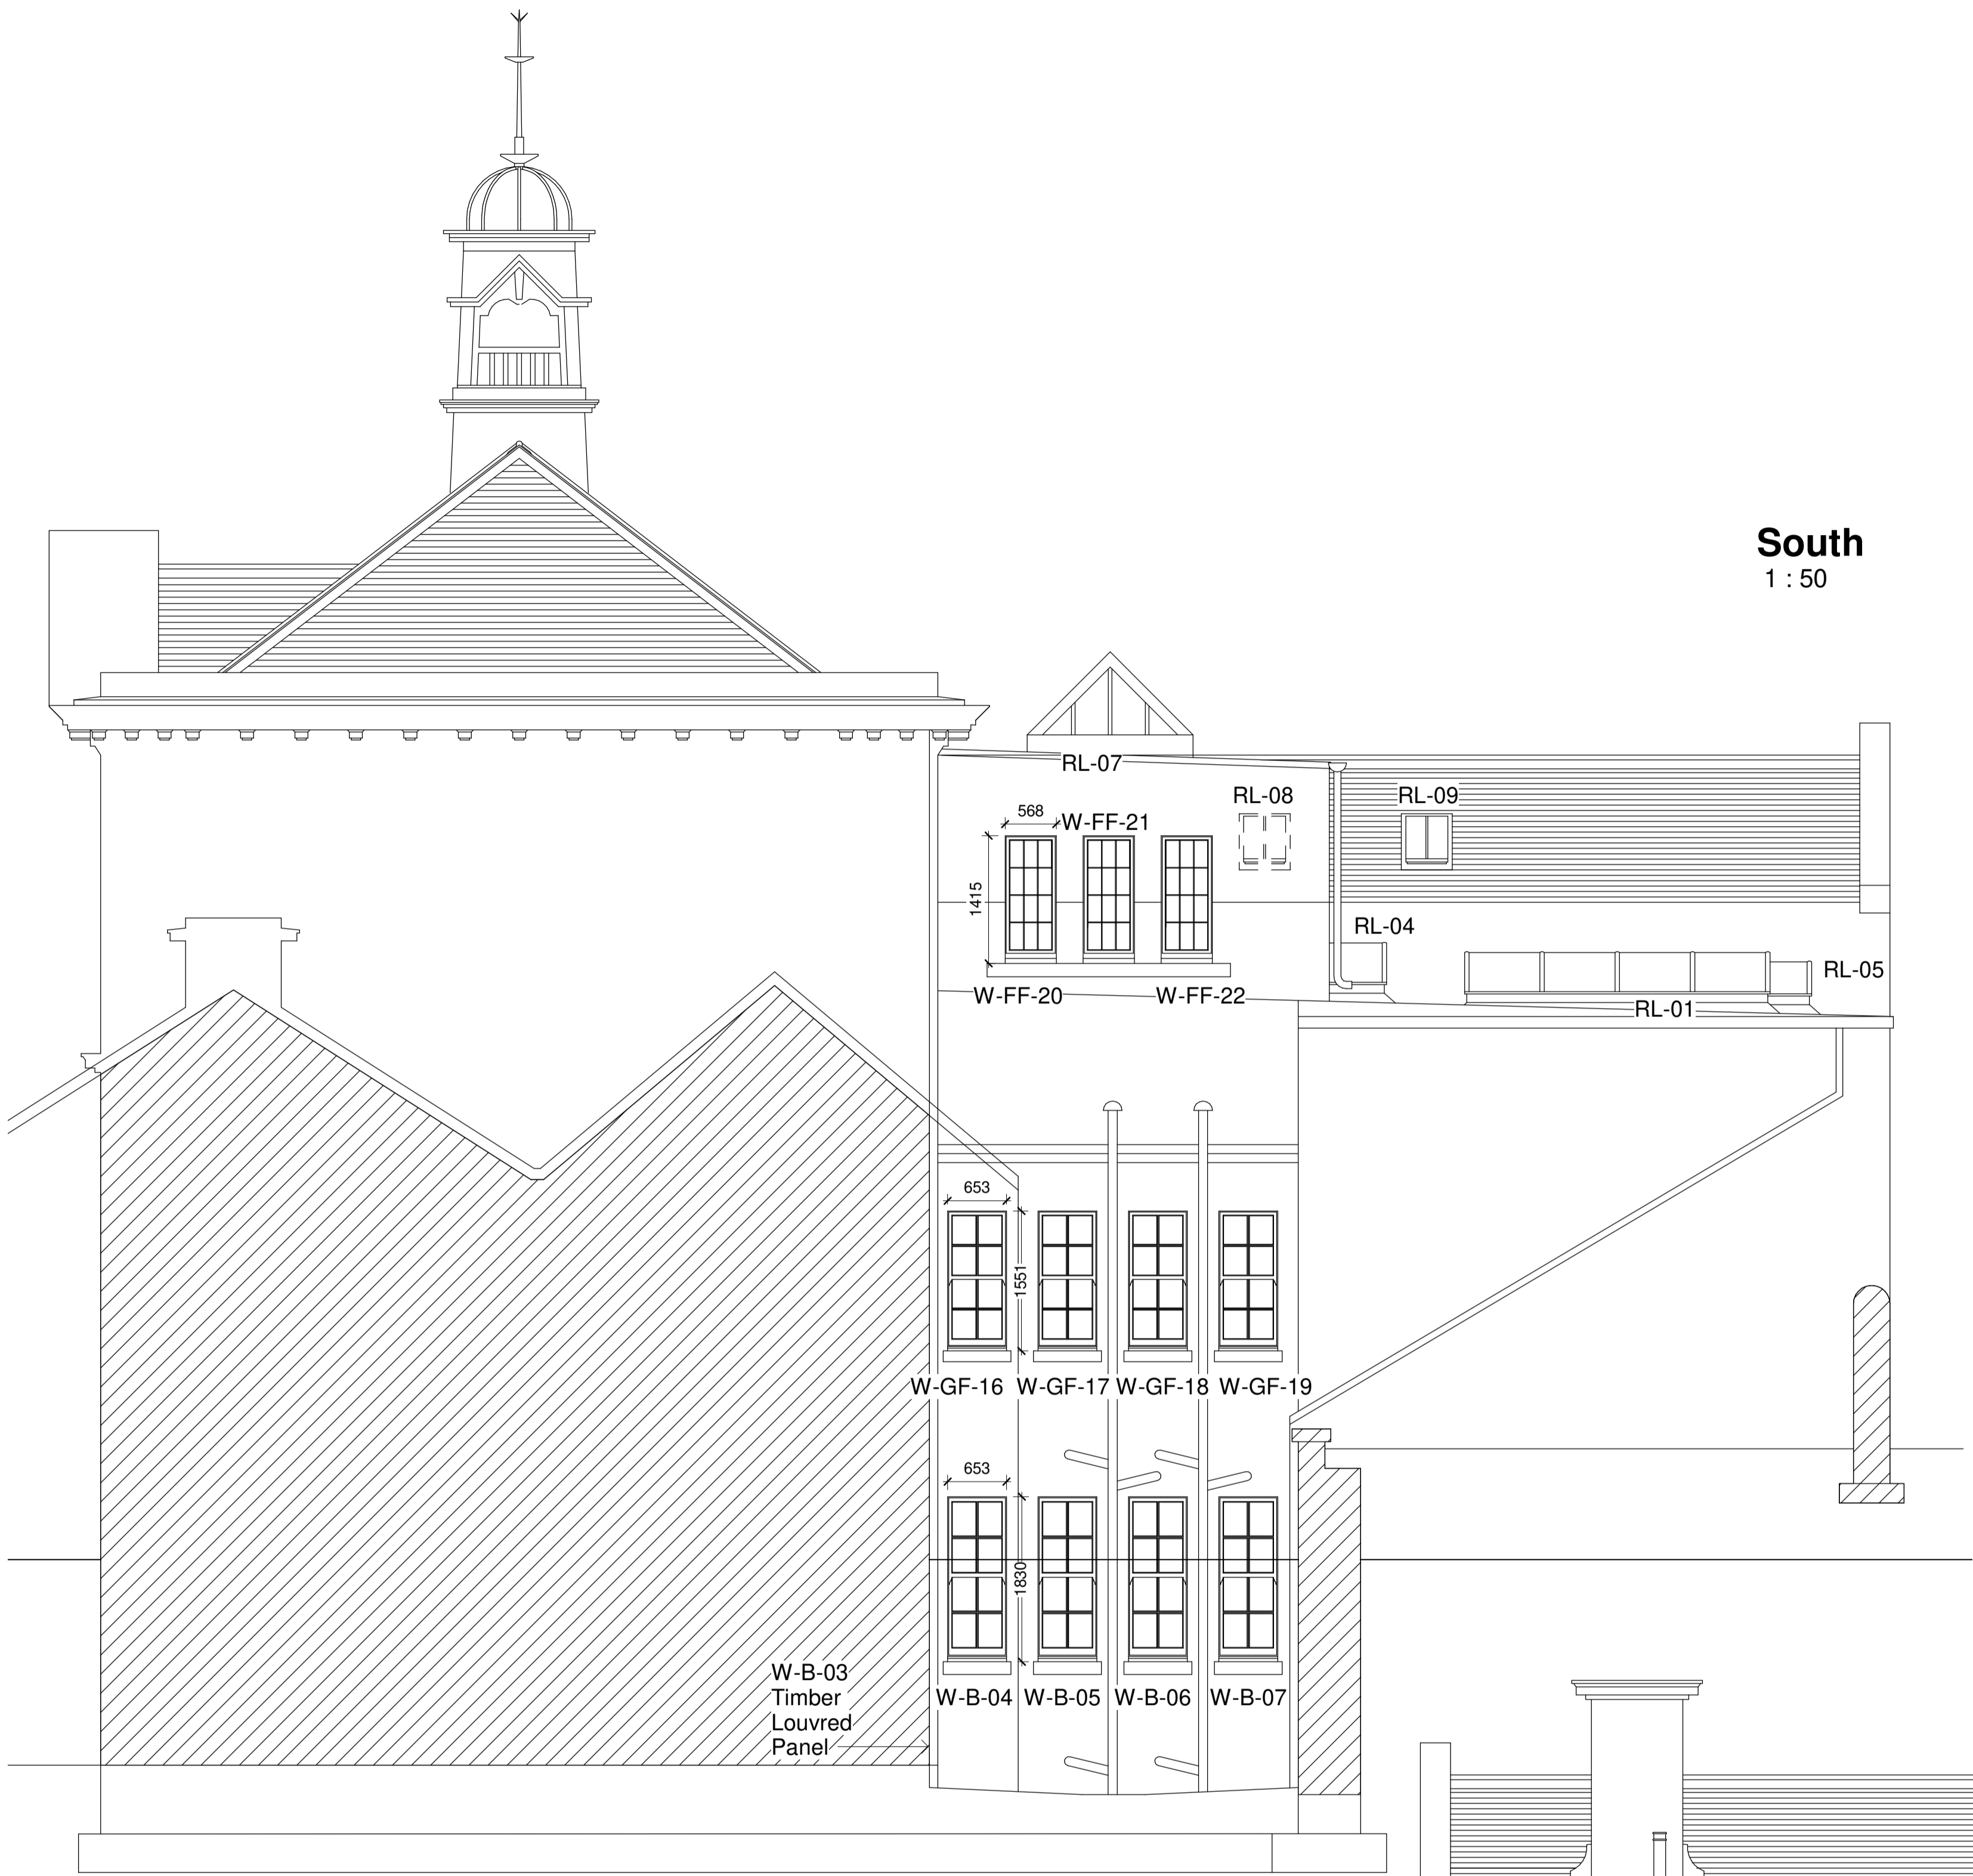 South
1 : 50
RL-07
RL-08
RL-09
568
W-FF-21
1415
RL-04
RL-05
W-FF-20
W-FF-22
RL-01
653
1551
W-GF-16
W-GF-17
W-GF-18
W-GF-19
653
1830
W-B-03
Timber
Louvred
Panel
W-B-04
W-B-05
W-B-06
W-B-07